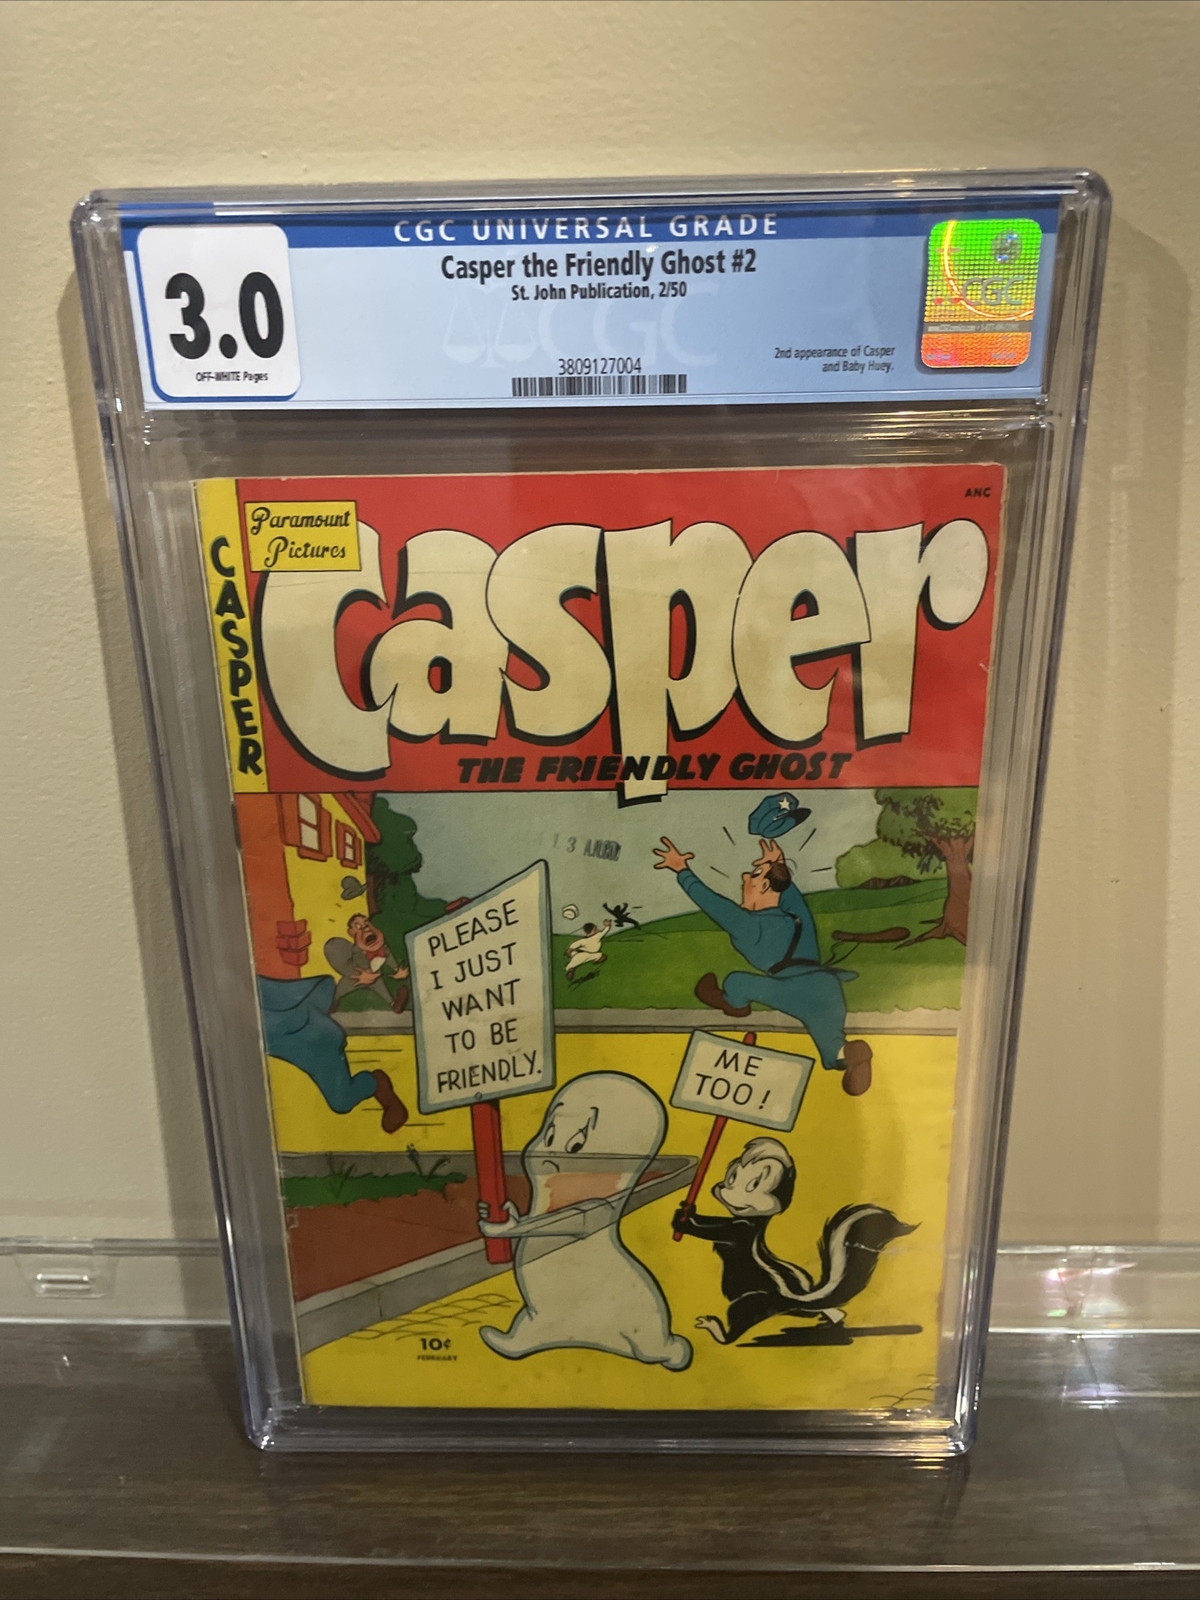 CGC UNIVERSAL GRADE
3.0
OFF-WHITE Pages
Casper the Friendly Ghost #2
St. John Publication, 2/50
3809127004
2nd appearance of Casper
and Baby Huey.
CGC
ANC
Paramount
Pictures
CASPER
Casper
THE FRIENDLY GHOST
PLEASE
I JUST
WANT
TO BE
FRIENDLY.
ME
TOO!
10¢
FEBRUARY